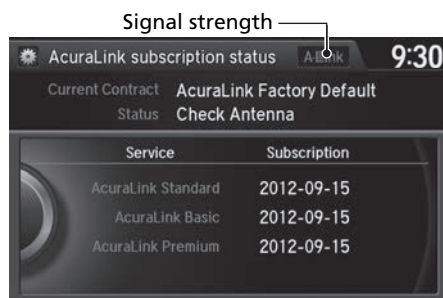 Signal strength
AcuraLink subscription status A-Link 9:30
Current Contract AcuraLink Factory Default
Status Check Antenna
Service Subscription
AcuraLink Standard 2012-09-15
AcuraLink Basic 2012-09-15
AcuraLink Premium 2012-09-15